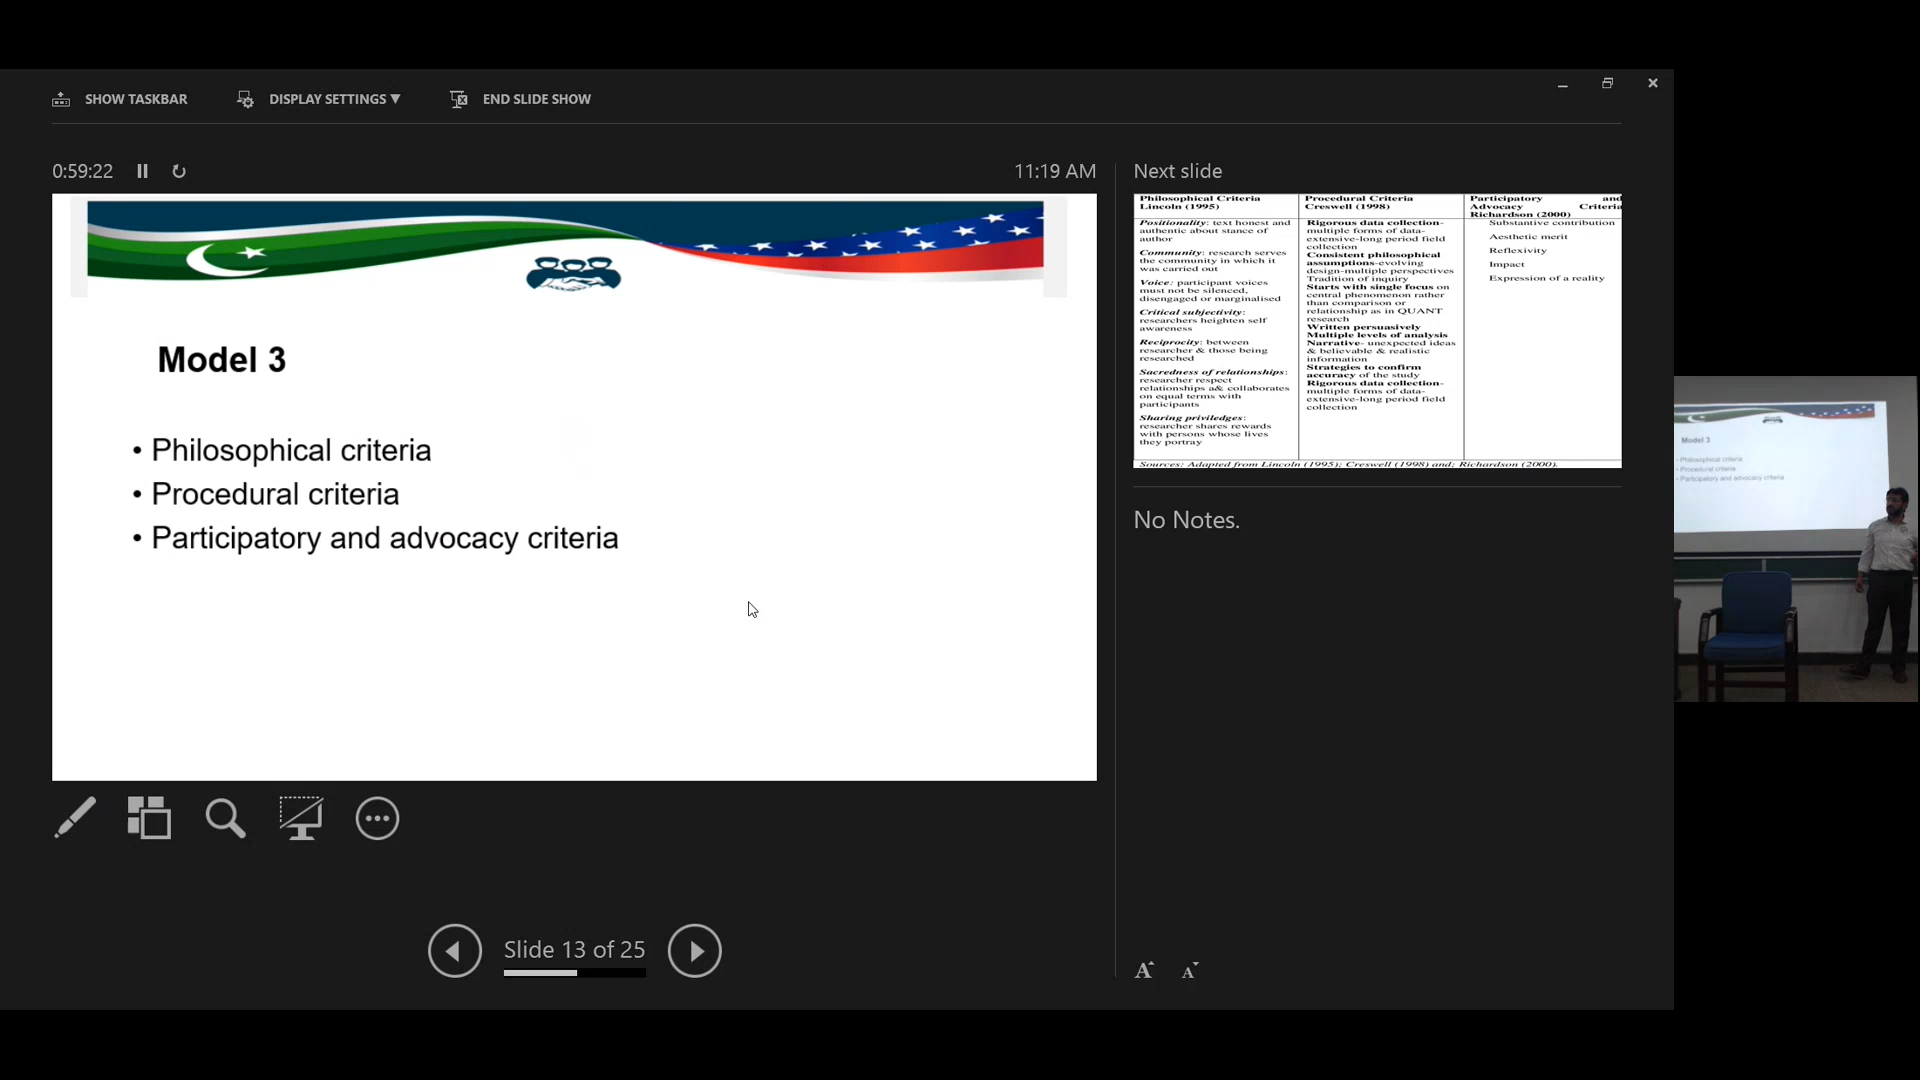 SHOW TASKBAR
DISPLAY SETTINGS ▼
END SLIDE SHOW
0:59:22
11:19 AM
Model 3
• Philosophical criteria
• Procedural criteria
• Participatory and advocacy criteria
Slide 13 of 25
Next slide
Philosophical Criteria
Lincoln (1995)
Positionality: text honest and
authentic about stance of
author
Community: research serves
the community in which it
was carried out
Voice: participant voices
must not be silenced,
disengaged or marginalised
Critical subjectivity:
researchers heighten self
awareness
Reciprocity: between
researcher & those being
researched
Sacredness of relationships:
researcher respect
relationships a& collaborates
on equal terms with
participants
Sharing priviledges:
researcher shares rewards
with persons whose lives
they portray
Procedural Criteria
Creswell (1998)
Rigorous data collection-
multiple forms of data-
extensive-long period field
collection
Consistent philosophical
assumptions-evolving
design-multiple perspectives
Tradition of inquiry
Starts with single focus on
central phenomenon rather
than comparison or
relationship as in QUANT
research
Written persuasively
Multiple levels of analysis
Narrative- unexpected ideas
& believable & realistic
information
Strategies to confirm
accuracy of the study
Rigorous data collection-
multiple forms of data-
extensive-long period field
collection
Participatory and
Advocacy Criteria
Richardson (2000)
Substantive contribution
Aesthetic merit
Reflexivity
Impact
Expression of a reality
Sources: Adapted from Lincoln (1995); Creswell (1998) and; Richardson (2000).
No Notes.
A A
Model 3
Philosophical criteria
Procedural criteria
Participatory and advocacy criteria